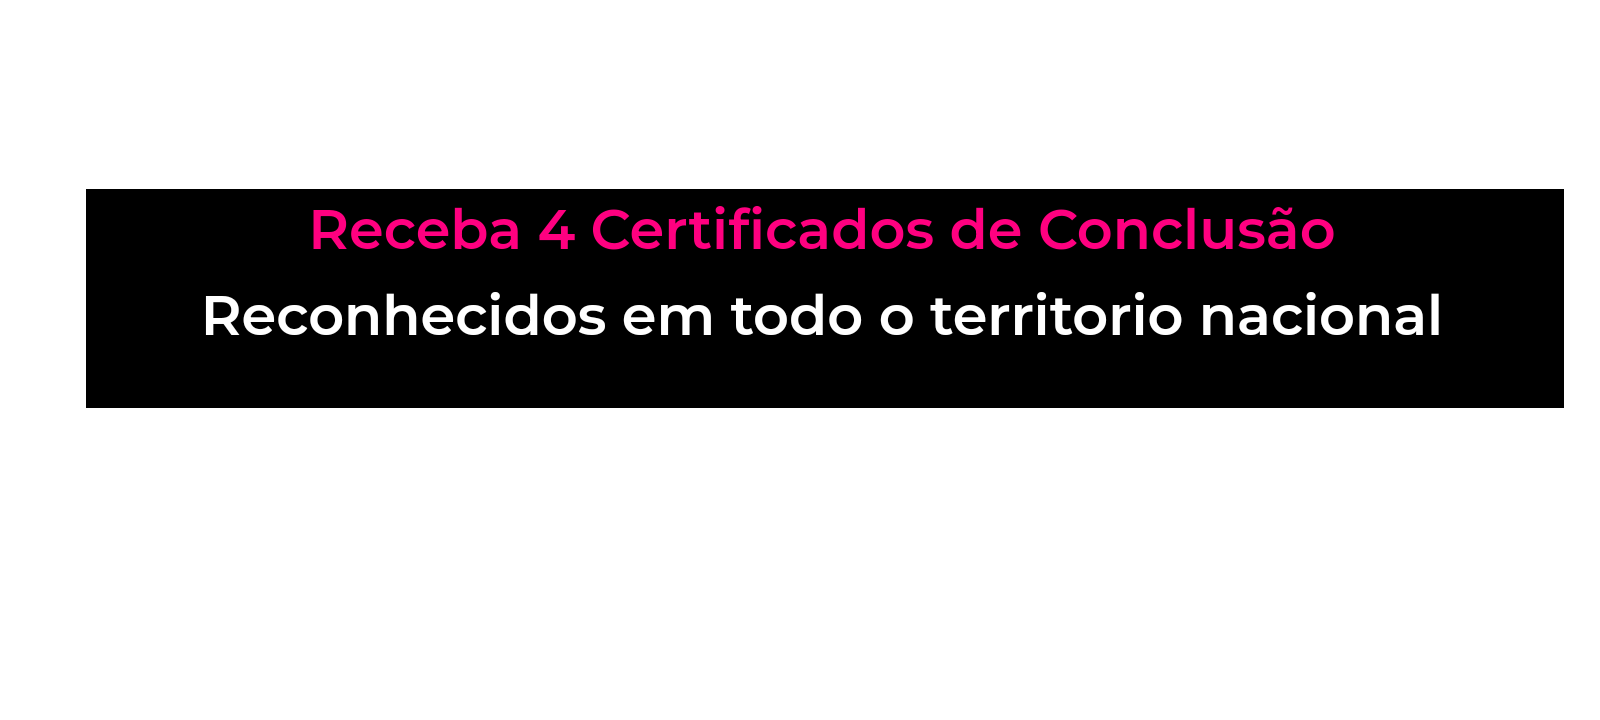 Receba 4 Certificados de Conclusão
Reconhecidos em todo o territorio nacional